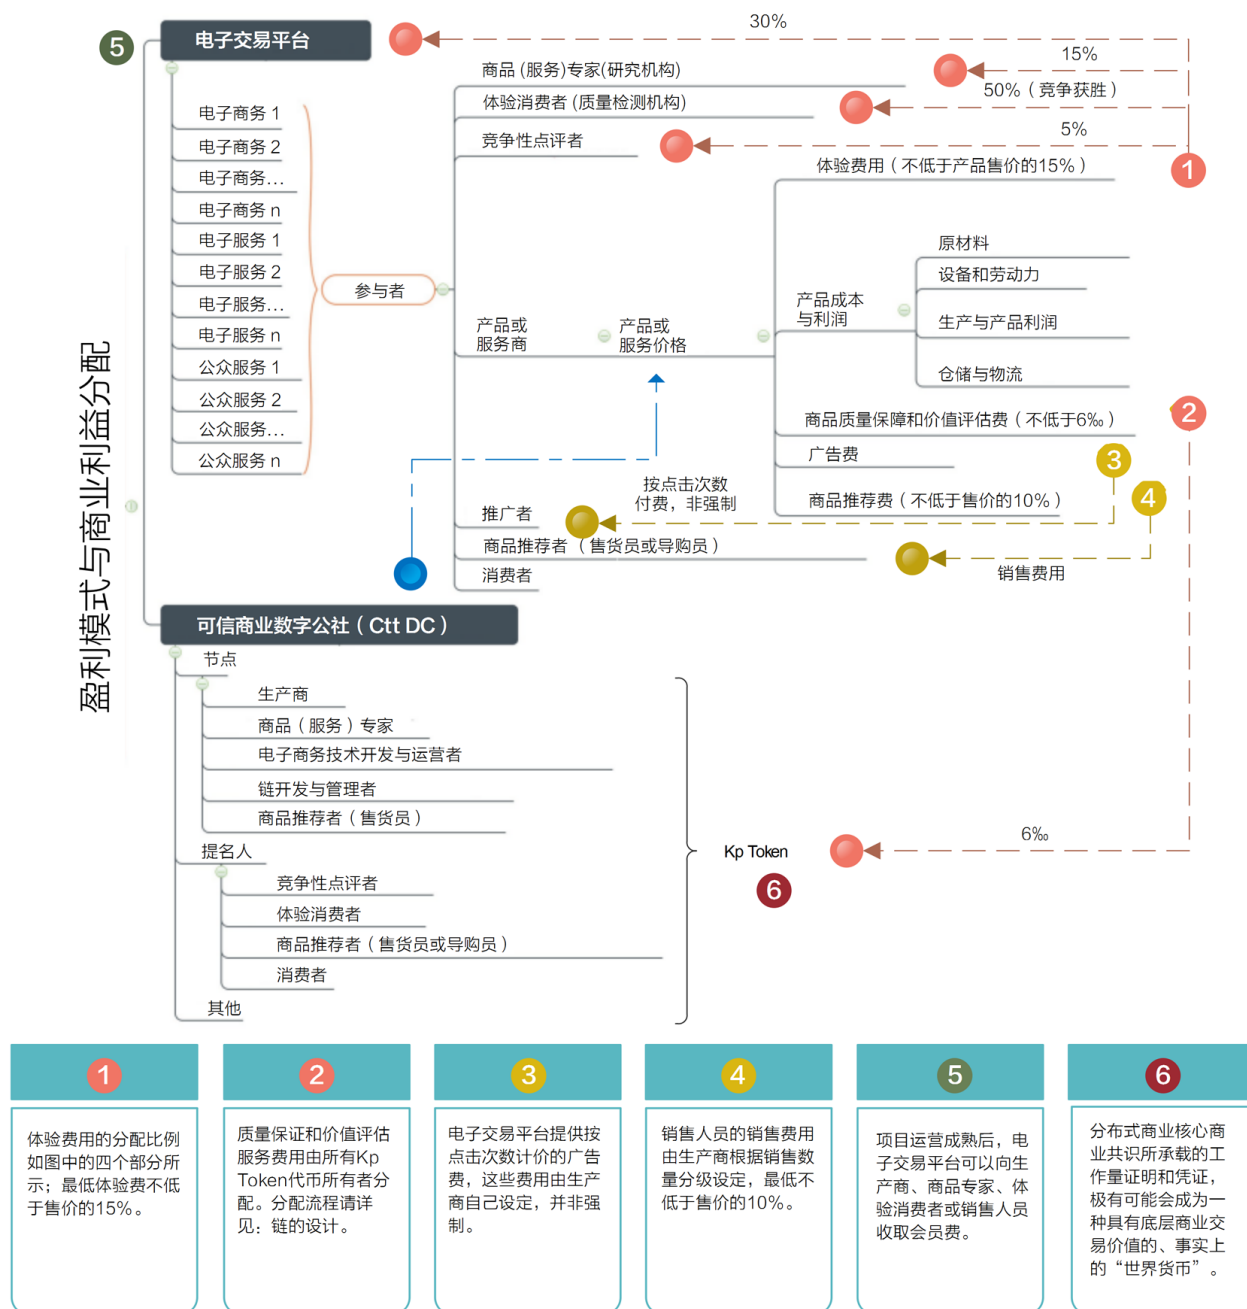 盈利模式与商业利益分配
5
电子交易平台
电子商务 1
电子商务 2
电子商务…
电子商务 n
电子服务 1
电子服务 2
电子服务…
电子服务 n
公众服务 1
公众服务 2
公众服务…
公众服务 n
参与者
30%
商品 (服务)专家(研究机构)
15%
体验消费者 (质量检测机构)
50%（竞争获胜）
竞争性点评者
5%
1
体验费用（不低于产品售价的15%）
产品或
服务商
产品或
服务价格
产品成本
与利润
原材料
设备和劳动力
生产与产品利润
仓储与物流
2
商品质量保障和价值评估费（不低于6‰）
广告费
3
商品推荐费（不低于售价的10%）
4
按点击次数
付费，非强制
推广者
商品推荐者 （售货员或导购员）
销售费用
消费者
可信商业数字公社（Ctt DC）
节点
生产商
商品（服务）专家
电子商务技术开发与运营者
链开发与管理者
商品推荐者（售货员）
提名人
竞争性点评者
体验消费者
商品推荐者（售货员或导购员）
消费者
其他
Kp Token
6
6‰
1
体验费用的分配比例
如图中的四个部分所
示；最低体验费不低
于售价的15%。
2
质量保证和价值评估
服务费用由所有Kp
Token代币所有者分
配。分配流程请详
见：链的设计。
3
电子交易平台提供按
点击次数计价的广告
费，这些费用由生产
商自己设定，并非强
制。
4
销售人员的销售费用
由生产商根据销售数
量分级设定，最低不
低于售价的10%。
5
项目运营成熟后，电
子交易平台可以向生
产商、商品专家、体
验消费者或销售人员
收取会员费。
6
分布式商业核心商
业共识所承载的工
作量证明和凭证，
极有可能会成为一
种具有底层商业交
易价值的、事实上
的“世界货币”。